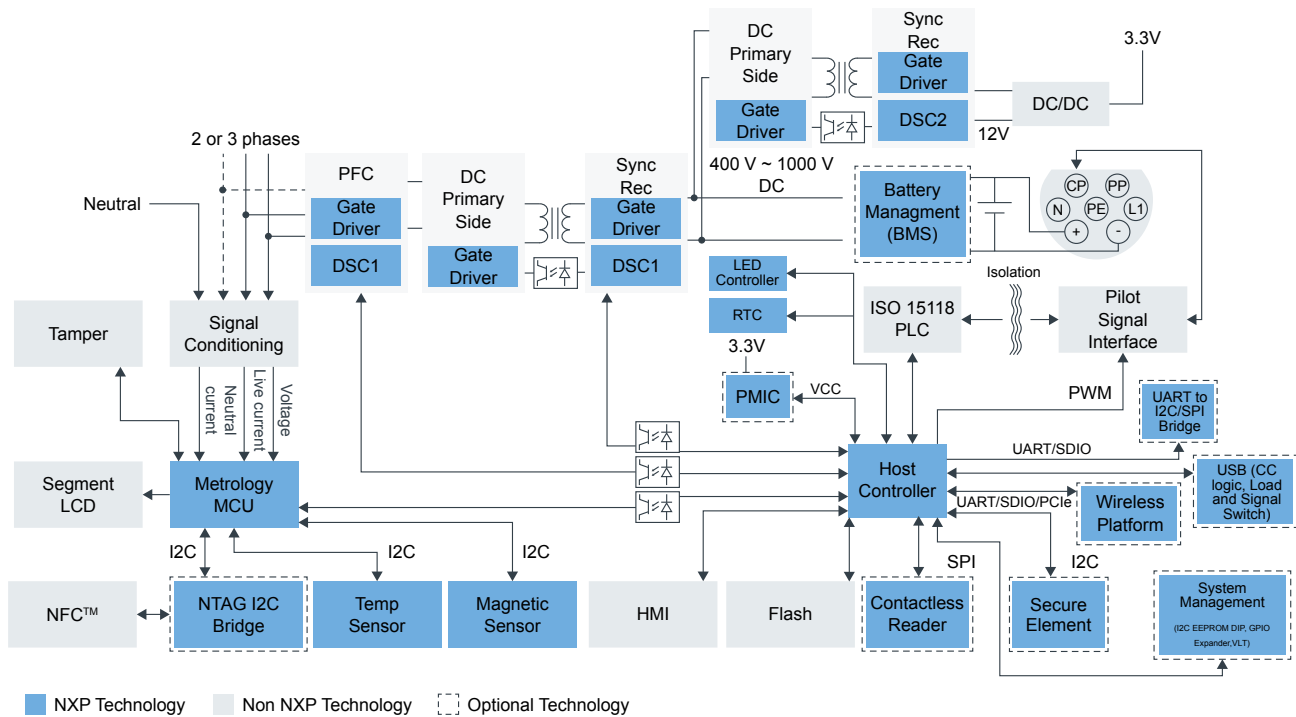 DC
Primary
Side
Gate
Driver
Sync
Rec
Gate
Driver
DSC2
3.3V
DC/DC
12V
2 or 3 phases
Neutral
PFC
Gate
Driver
DSC1
DC
Primary
Side
Gate
Driver
Sync
Rec
Gate
Driver
DSC1
400 V ~ 1000 V
DC
Battery
Managment
(BMS)
CP
PP
N
PE
L1
+
-
Tamper
Signal
Conditioning
LED
Controller
RTC
3.3V
PMIC
VCC
ISO 15118
PLC
Isolation
Pilot
Signal
Interface
PWM
Neutral
current
Live current
Voltage
UART to
I2C/SPI
Bridge
Segment
LCD
Metrology
MCU
Host
Controller
UART/SDIO
USB (CC
logic, Load
and Signal
Switch)
UART/SDIO/PCIe
Wireless
Platform
I2C
I2C
I2C
SPI
I2C
NFC™
NTAG I2C
Bridge
Temp
Sensor
Magnetic
Sensor
HMI
Flash
Contactless
Reader
Secure
Element
System
Management
(I2C EEPROM DIP, GPIO
Expander,VLT)
NXP Technology
Non NXP Technology
Optional Technology